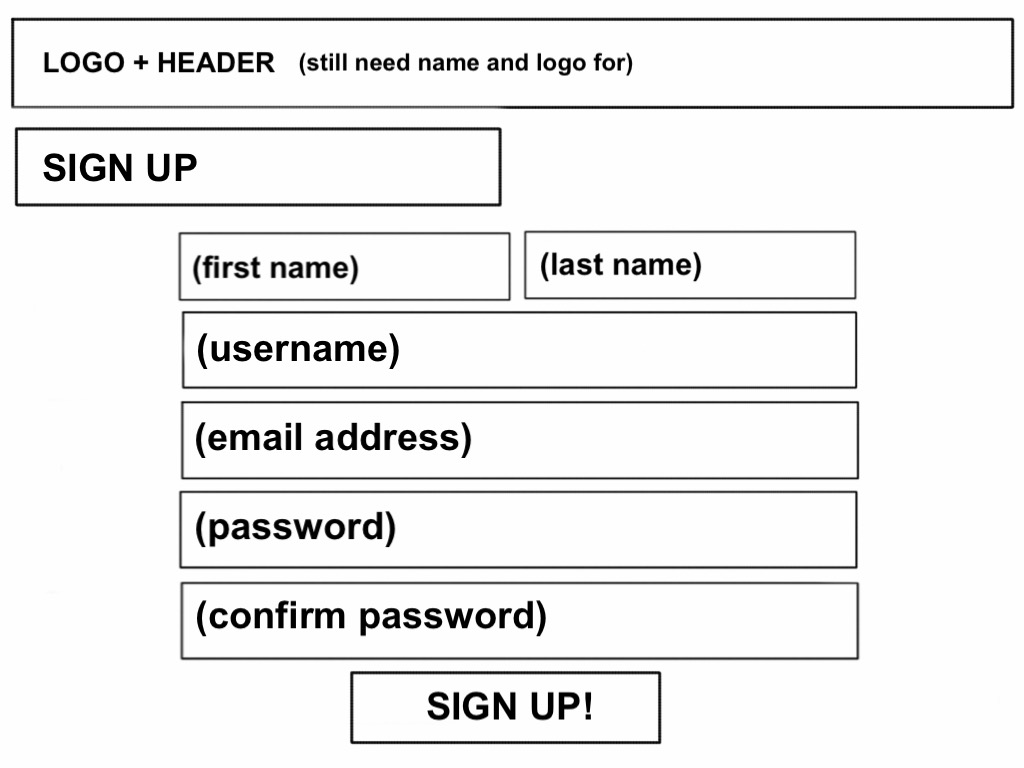 LOGO + HEADER (still need name and logo for)
SIGN UP
(first name) (last name)
(username)
(email address)
(password)
(confirm password)
SIGN UP!